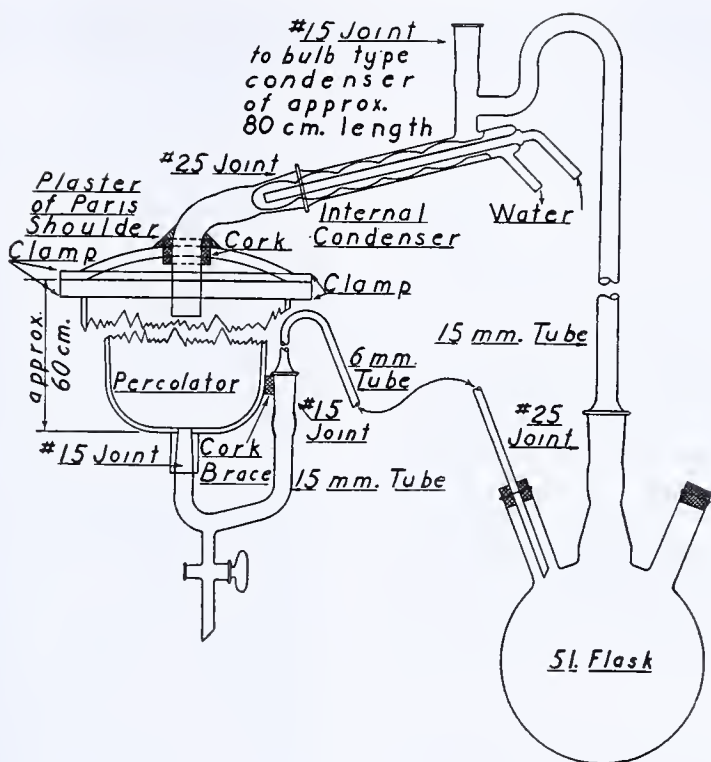 #15 Joint
to bulb type
condenser
of approx.
80 cm. length
#25 Joint
Plaster
of Paris
Shoulder
Clamp
Internal
Condenser
Water
Cork
Clamp
approx.
60 cm.
Percolator
6 mm.
Tube
15 mm. Tube
#25
Joint
#15
Joint
#15 Joint
Cork
Brace
15 mm. Tube
5 l. Flask